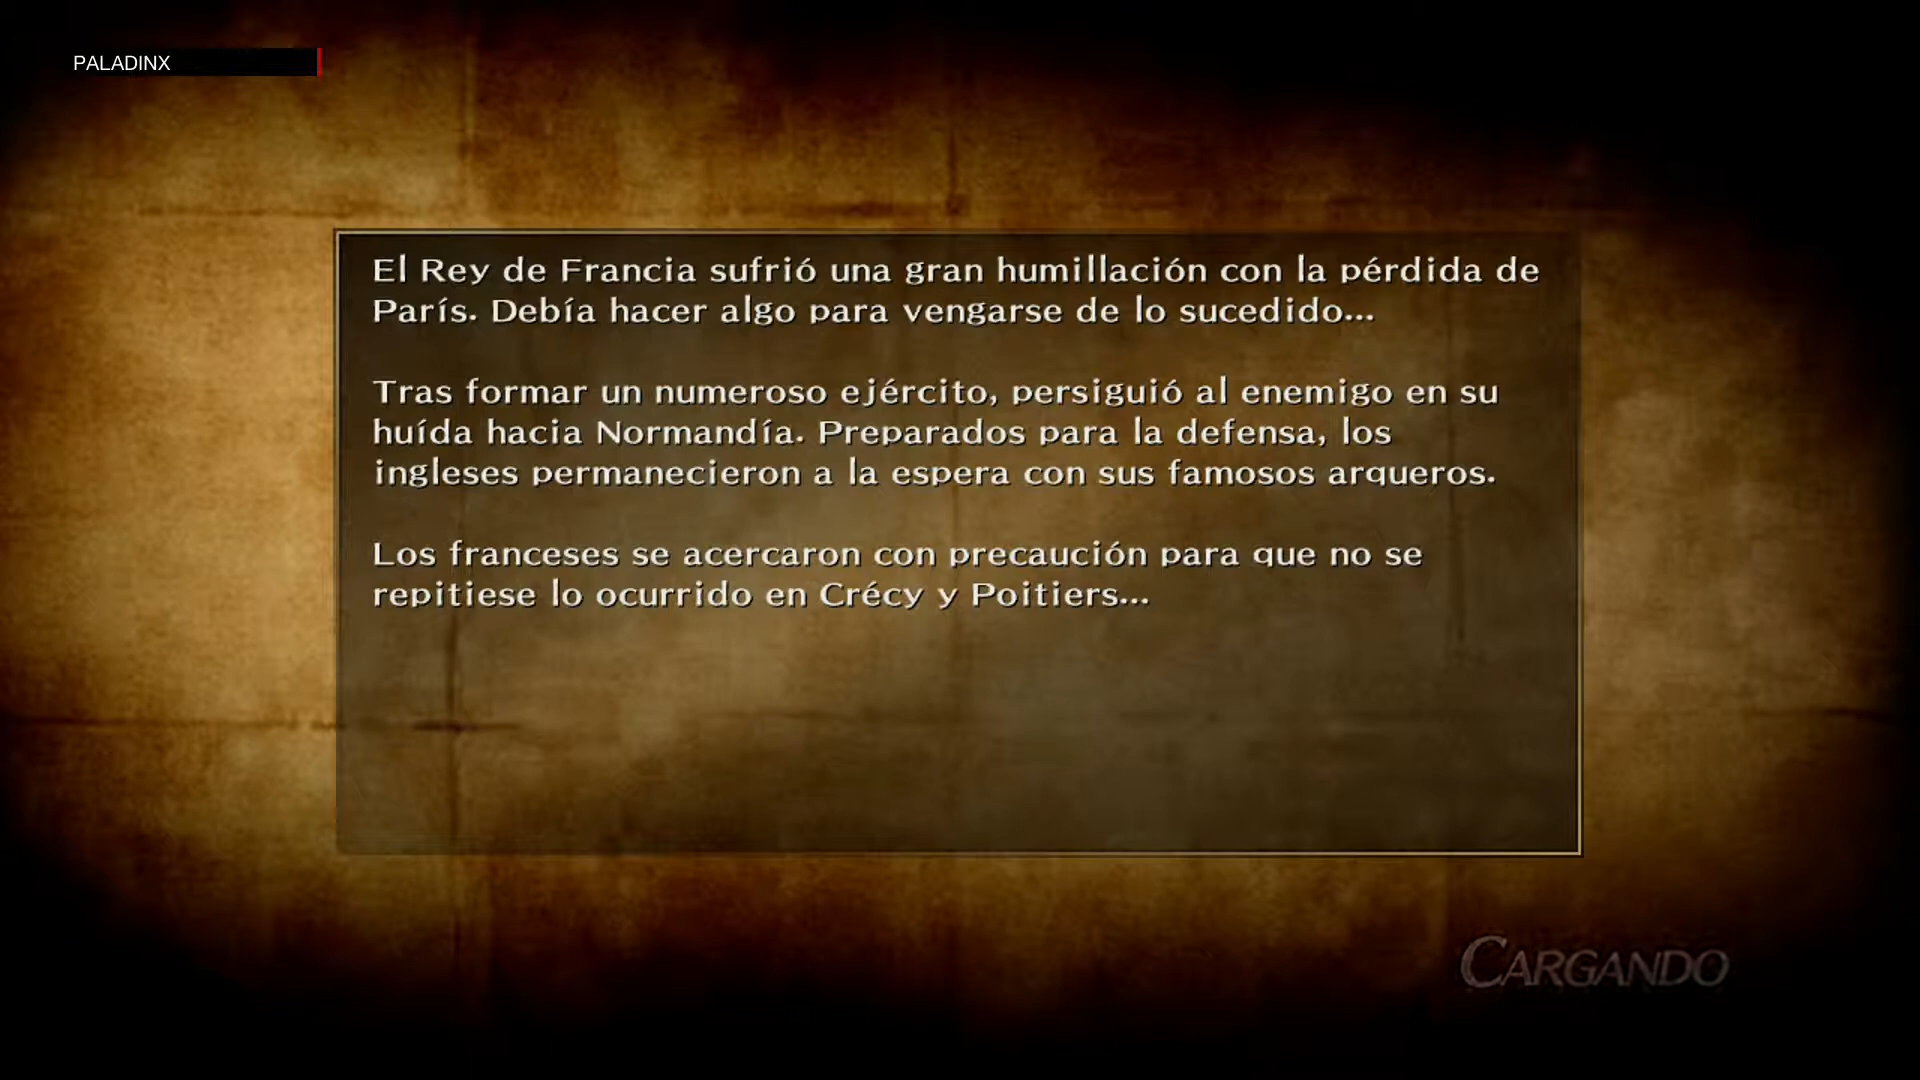 PALADINX
El Rey de Francia sufrió una gran humillación con la pérdida de
París. Debía hacer algo para vengarse de lo sucedido...
Tras formar un numeroso ejército, persiguió al enemigo en su
huída hacia Normandía. Preparados para la defensa, los
ingleses permanecieron a la espera con sus famosos arqueros.
Los franceses se acercaron con precaución para que no se
repitiese lo ocurrido en Crécy y Poitiers...
CARGANDO